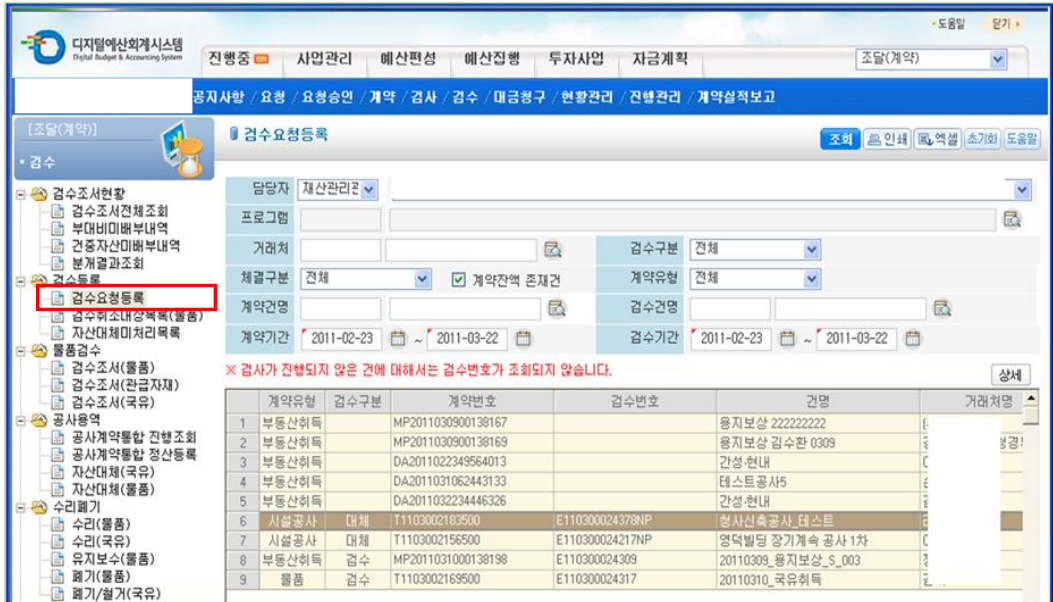 도움말 닫기
디지털예산회계시스템
Digital Budget & Accounting System
진행중 ON 사업관리 예산편성 예산집행 투자사업 자금계획 조달(계약)
공지사항 / 요청 / 요청승인 / 계약 / 검사 / 검수 / 대금청구 / 현황관리 / 진행관리 / 계약실적보고
[조달(계약)]
• 검수
검수요청등록
조회 인쇄 엑셀 초기화 도움말
검수조서현황
검수조서전체조회
부대비미배부내역
건중자산미배부내역
분개결과조회
검수등록
검수요청등록
검수취소대상목록(물품)
자산대체미처리목록
물품검수
검수조서(물품)
검수조서(관급자재)
검수조서(국유)
공사용역
공사계약통합 진행조회
공사계약통합 정산등록
자산대체(국유)
자산대체(물품)
수리폐기
수리(물품)
수리(국유)
유지보수(물품)
폐기(물품)
폐기/철거(국유)
담당자 재산관리관
프로그램
거래처 검수구분 전체
체결구분 전체 계약잔액 존재건 계약유형 전체
계약건명 검수건명
계약기간 2011-02-23 ~ 2011-03-22 검수기간 2011-02-23 ~ 2011-03-22
※ 검사가 진행되지 않은 건에 대해서는 검수번호가 조회되지 않습니다.
상세
계약유형 검수구분 계약번호 검수번호 건명 거래처명
1 부동산취득 MP2011030900138167 용지보상 222222222
2 부동산취득 MP2011030900138169 용지보상 김수환 0309
3 부동산취득 DA2011022349564013 간성-현내
4 부동산취득 DA2011031062443133 테스트공사5
5 부동산취득 DA2011032234446326 간성-현내
6 시설공사 대체 T1103002183500 E110300024378NP 청사신축공사_테스트
7 시설공사 대체 T1103002156500 E110300024217NP 영덕빌딩 장기계속 공사 1차
8 부동산취득 검수 MP2011031000138198 E110300024309 20110309_용지보상_S_003
9 물품 검수 T1103002169500 E110300024317 20110310_국유취득